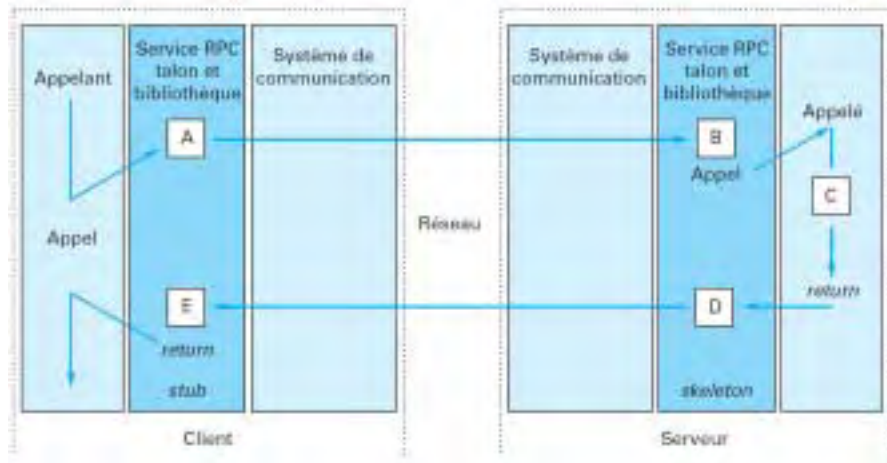 Appelant
Service RPC
talon et
bibliothèque
Système de
communication
Système de
communication
Service RPC
talon et
bibliothèque
Appelé
A
B
Appel
C
Appel
Réseau
return
E
D
return
stub
skeleton
Client
Serveur